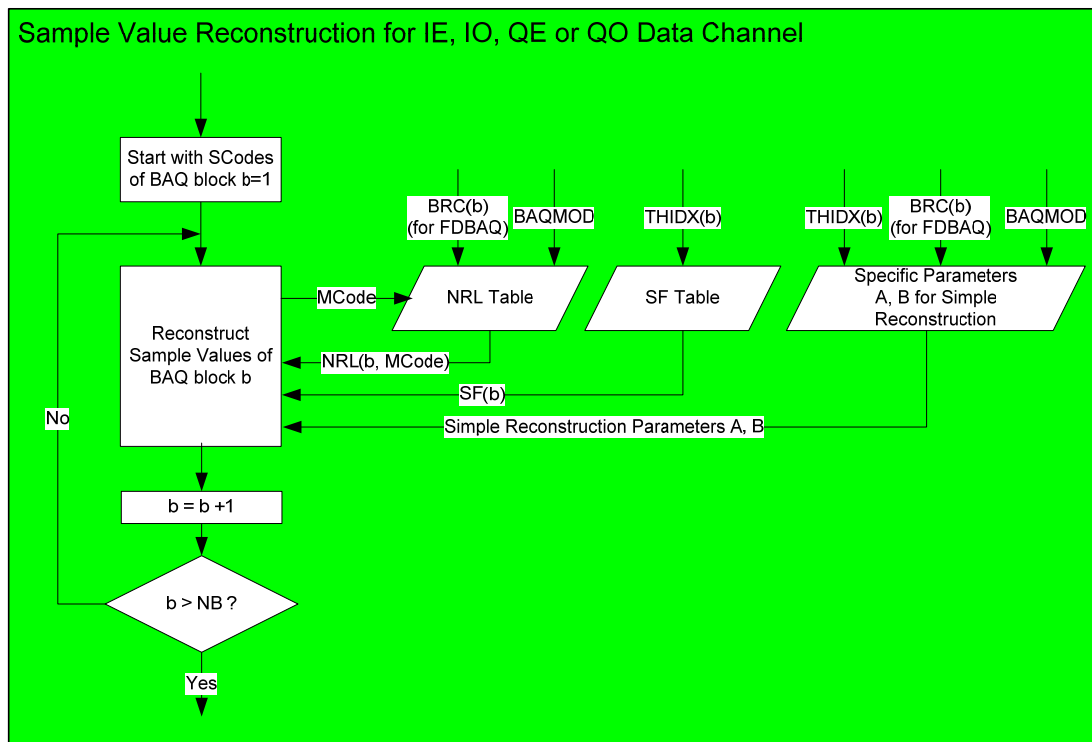 Sample Value Reconstruction for IE, IO, QE or QO Data Channel
Start with SCodes
of BAQ block b=1
BRC(b)
(for FDBAQ)
BAQMOD
THIDX(b)
THIDX(b)
BRC(b)
(for FDBAQ)
BAQMOD
MCode
NRL Table
SF Table
Specific Parameters
A, B for Simple
Reconstruction
Reconstruct
Sample Values of
BAQ block b
NRL(b, MCode)
SF(b)
Simple Reconstruction Parameters A, B
No
b = b +1
b > NB ?
Yes